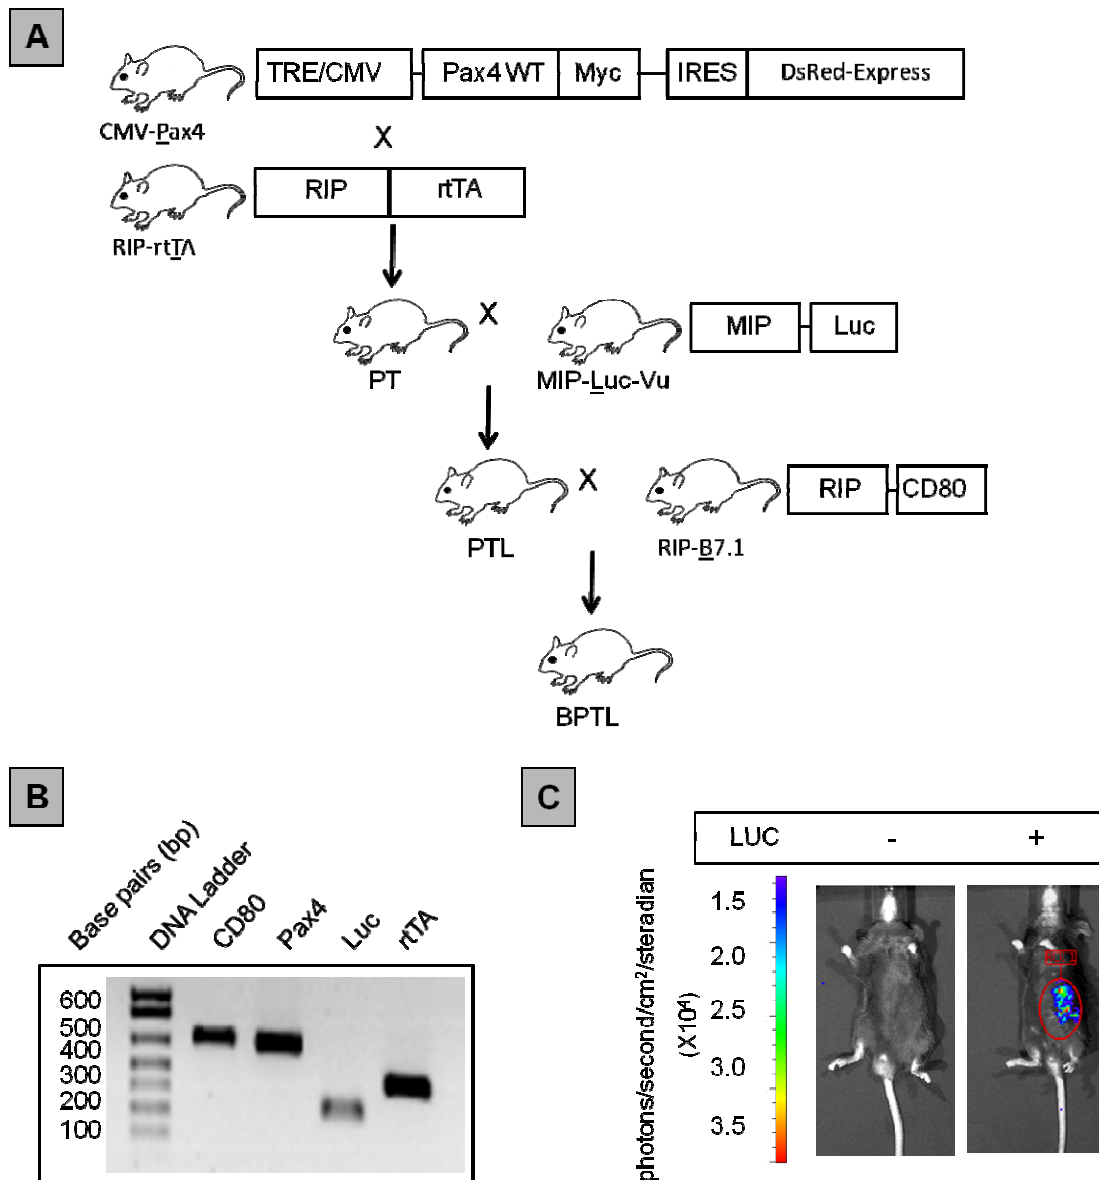 A
TRE/CMV Pax4 WT Myc IRES DsRed-Express
CMV-Pax4
X
RIP rtTA
RIP-rtTA
X
MIP Luc
PT
MIP-Luc-Vu
X
RIP CD80
PTL
RIP-B7.1
BPTL
B
Base pairs (bp)
DNA Ladder
CD80
Pax4
Luc
rtTA
600
500
400
300
200
100
C
LUC - +
photons/second/cm²/steradian
(X10⁴)
1.5
2.0
2.5
3.0
3.5